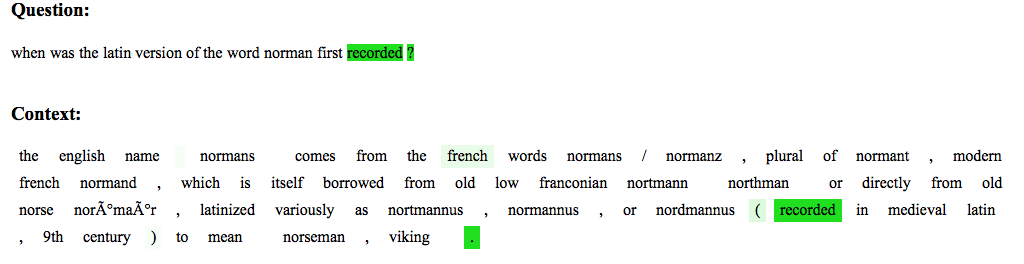 Question:
when was the latin version of the word norman first recorded ?
Context:
the english name normans comes from the french words normans / normanz , plural of normant , modern
french normand , which is itself borrowed from old low franconian nortmann northman or directly from old
norse norÃ°maÃ°r , latinized variously as nortmannus , normannus , or nordmannus ( recorded in medieval latin
, 9th century ) to mean norseman , viking .